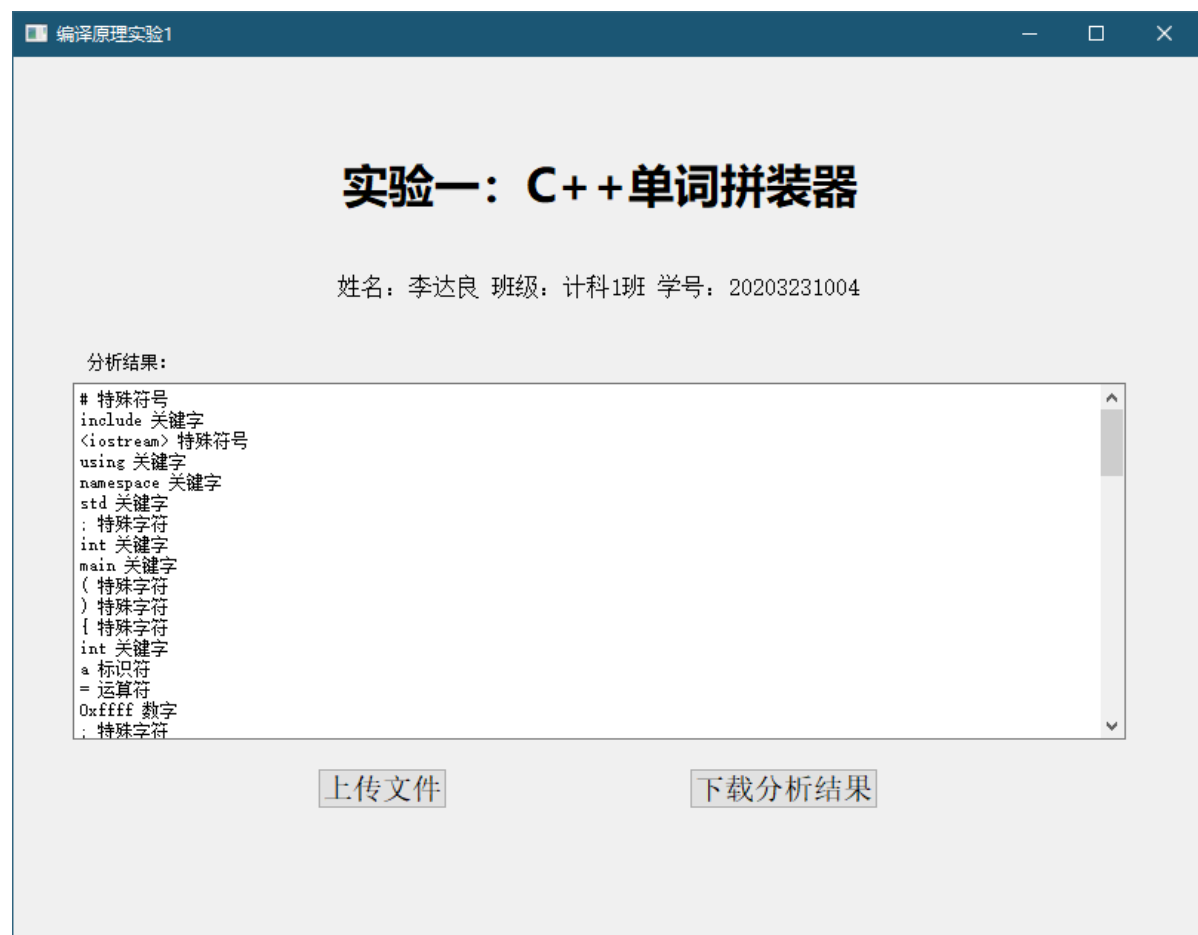 编译原理实验1
实验一：C++单词拼装器
姓名：李达良 班级：计科1班 学号：20203231004
分析结果：
# 特殊符号
include 关键字
<iostream> 特殊符号
using 关键字
namespace 关键字
std 关键字
; 特殊字符
int 关键字
main 关键字
( 特殊字符
) 特殊字符
{ 特殊字符
int 关键字
a 标识符
= 运算符
0xffff 数字
; 特殊字符
上传文件 下载分析结果